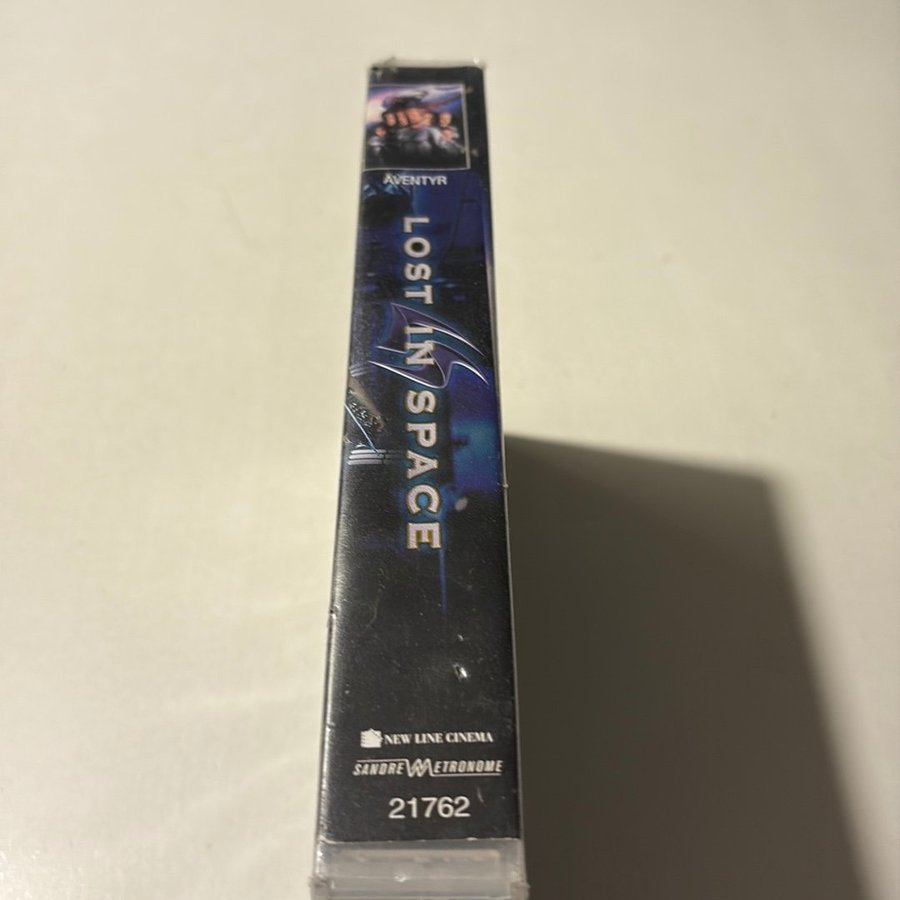 ÄVENTYR
LOST IN SPACE
NEW LINE CINEMA
SANDREW METRONOME
21762